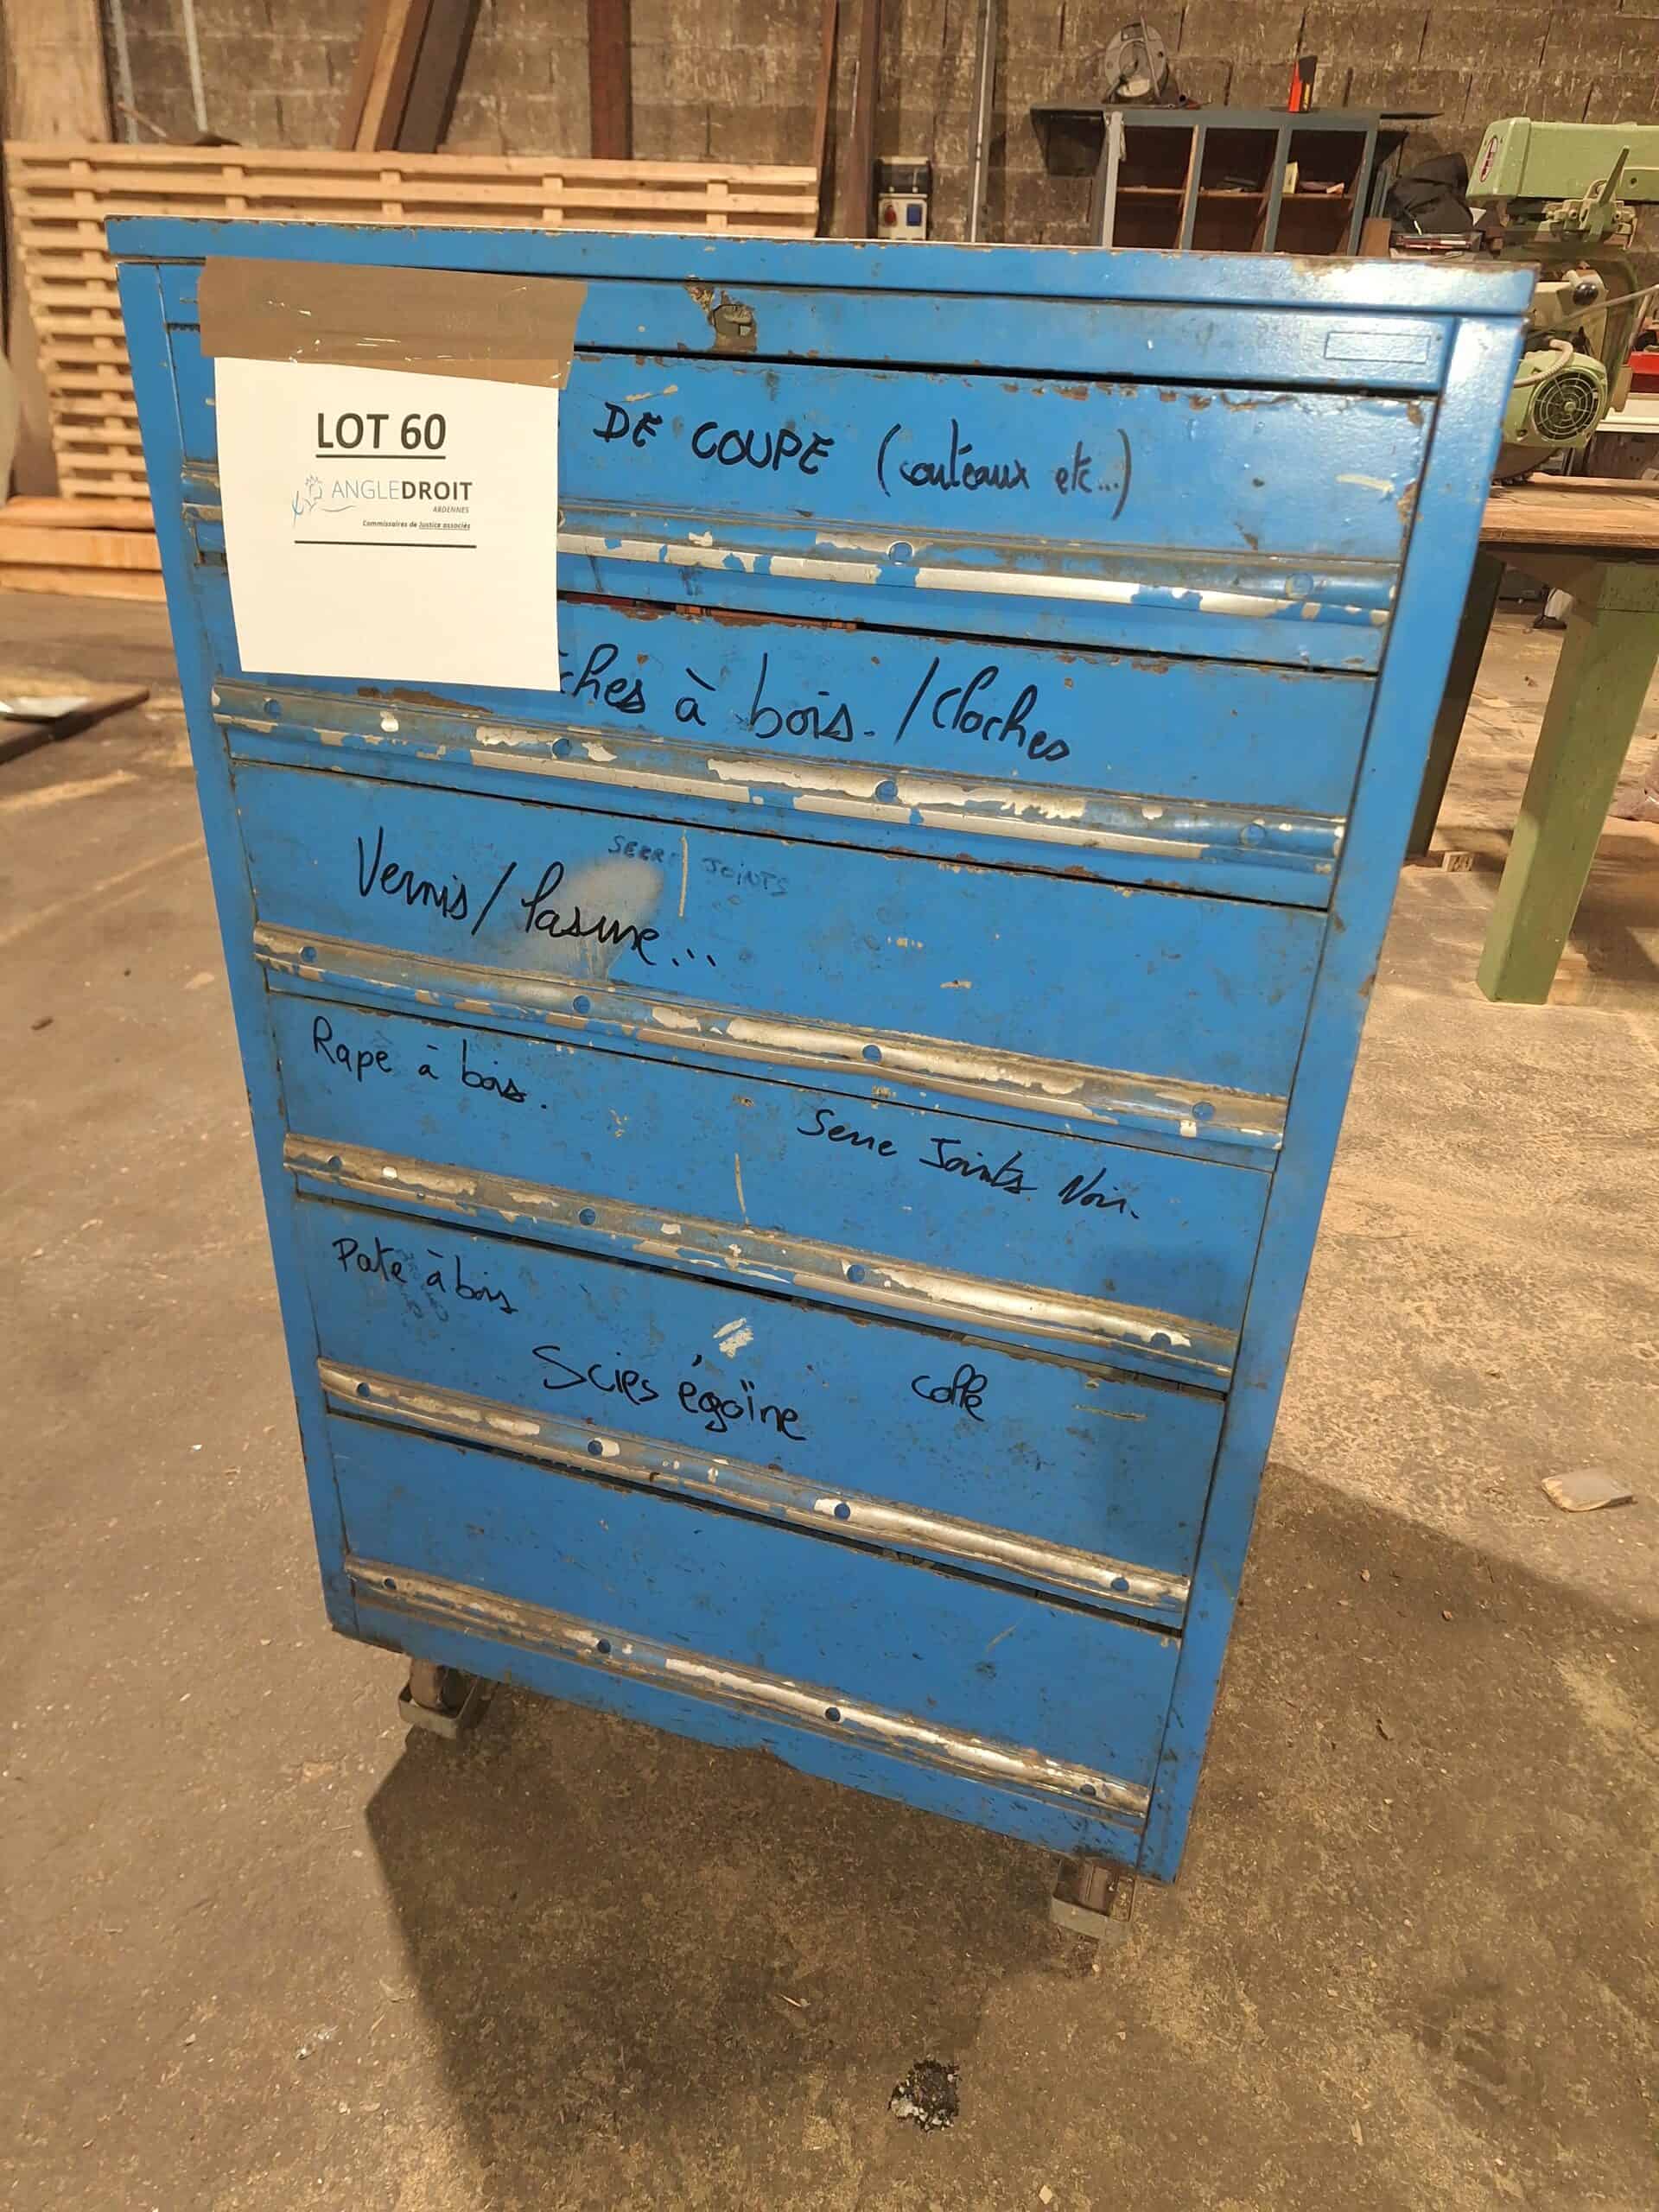 LOT 60
ANGLEDROIT
ARDENNES
Commissaires de Justice associés
DE COUPE (couteaux etc...)
ches à bois. / Cloches
SERRE JOINTS
Vernis / lasure...
Rape à bois.
Serre Joints Noir.
Pate à bois
Scies égoïne
colle